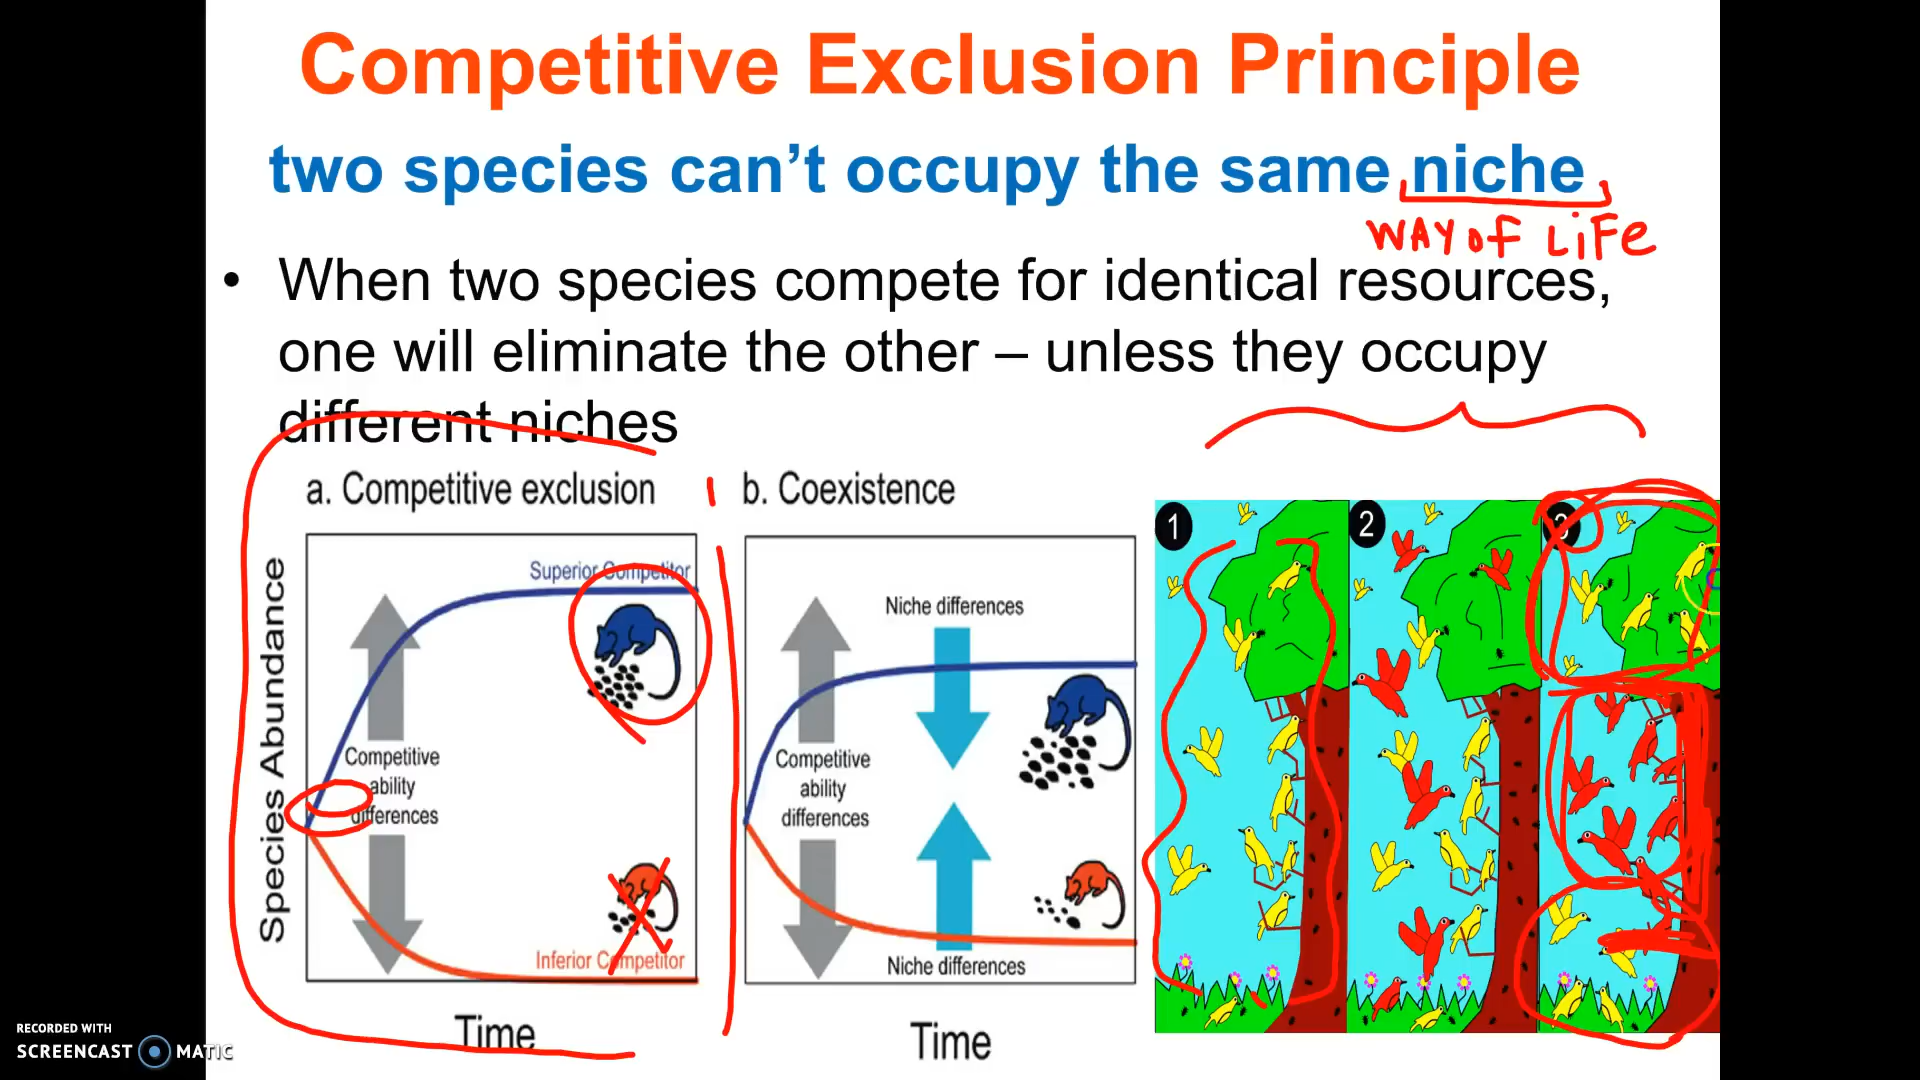 Competitive Exclusion Principle
two species can’t occupy the same niche
WAY OF LiFe
• When two species compete for identical resources,
one will eliminate the other – unless they occupy
different niches
a. Competitive exclusion
Species Abundance
Superior Competitor
Competitive
ability
differences
Inferior Competitor
Time
b. Coexistence
Niche differences
Competitive
ability
differences
Niche differences
Time
1
2
3
RECORDED WITH
SCREENCAST MATIC